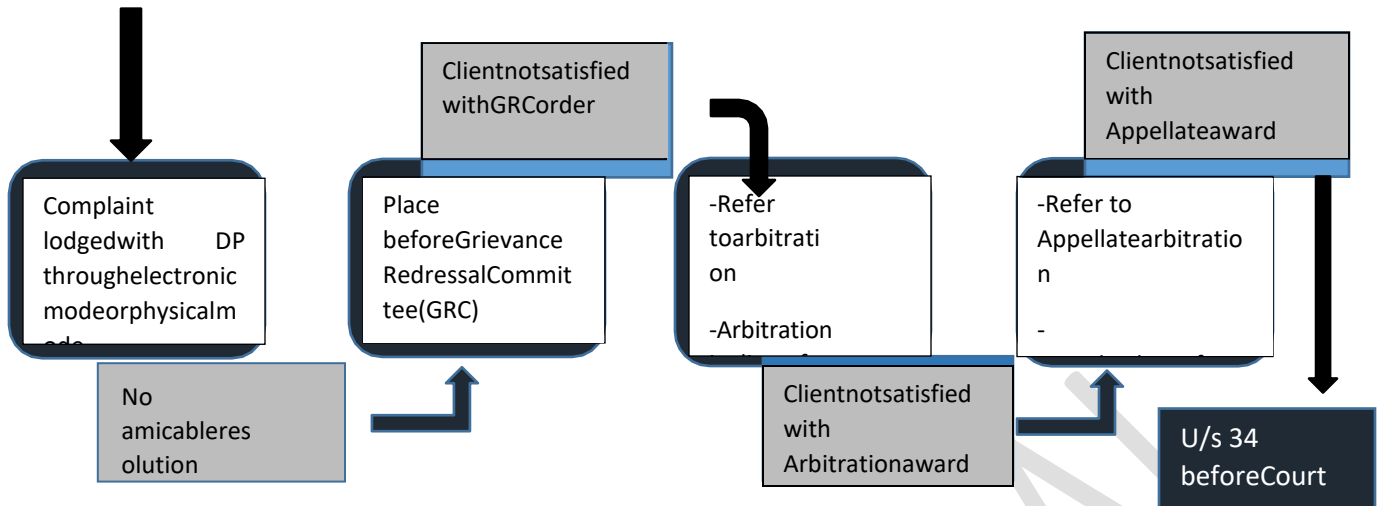 Complaint
lodgedwith DP
throughelectronic
modeorphysicalm
No
amicableres
olution
Clientnotsatisfied
withGRCorder
Place
beforeGrievance
RedressalCommit
tee(GRC)
-Refer
toarbitrati
on
-Arbitration
Clientnotsatisfied
with
Arbitrationaward
Clientnotsatisfied
with
Appellateaward
-Refer to
Appellatearbitratio
n
-
U/s 34
beforeCourt